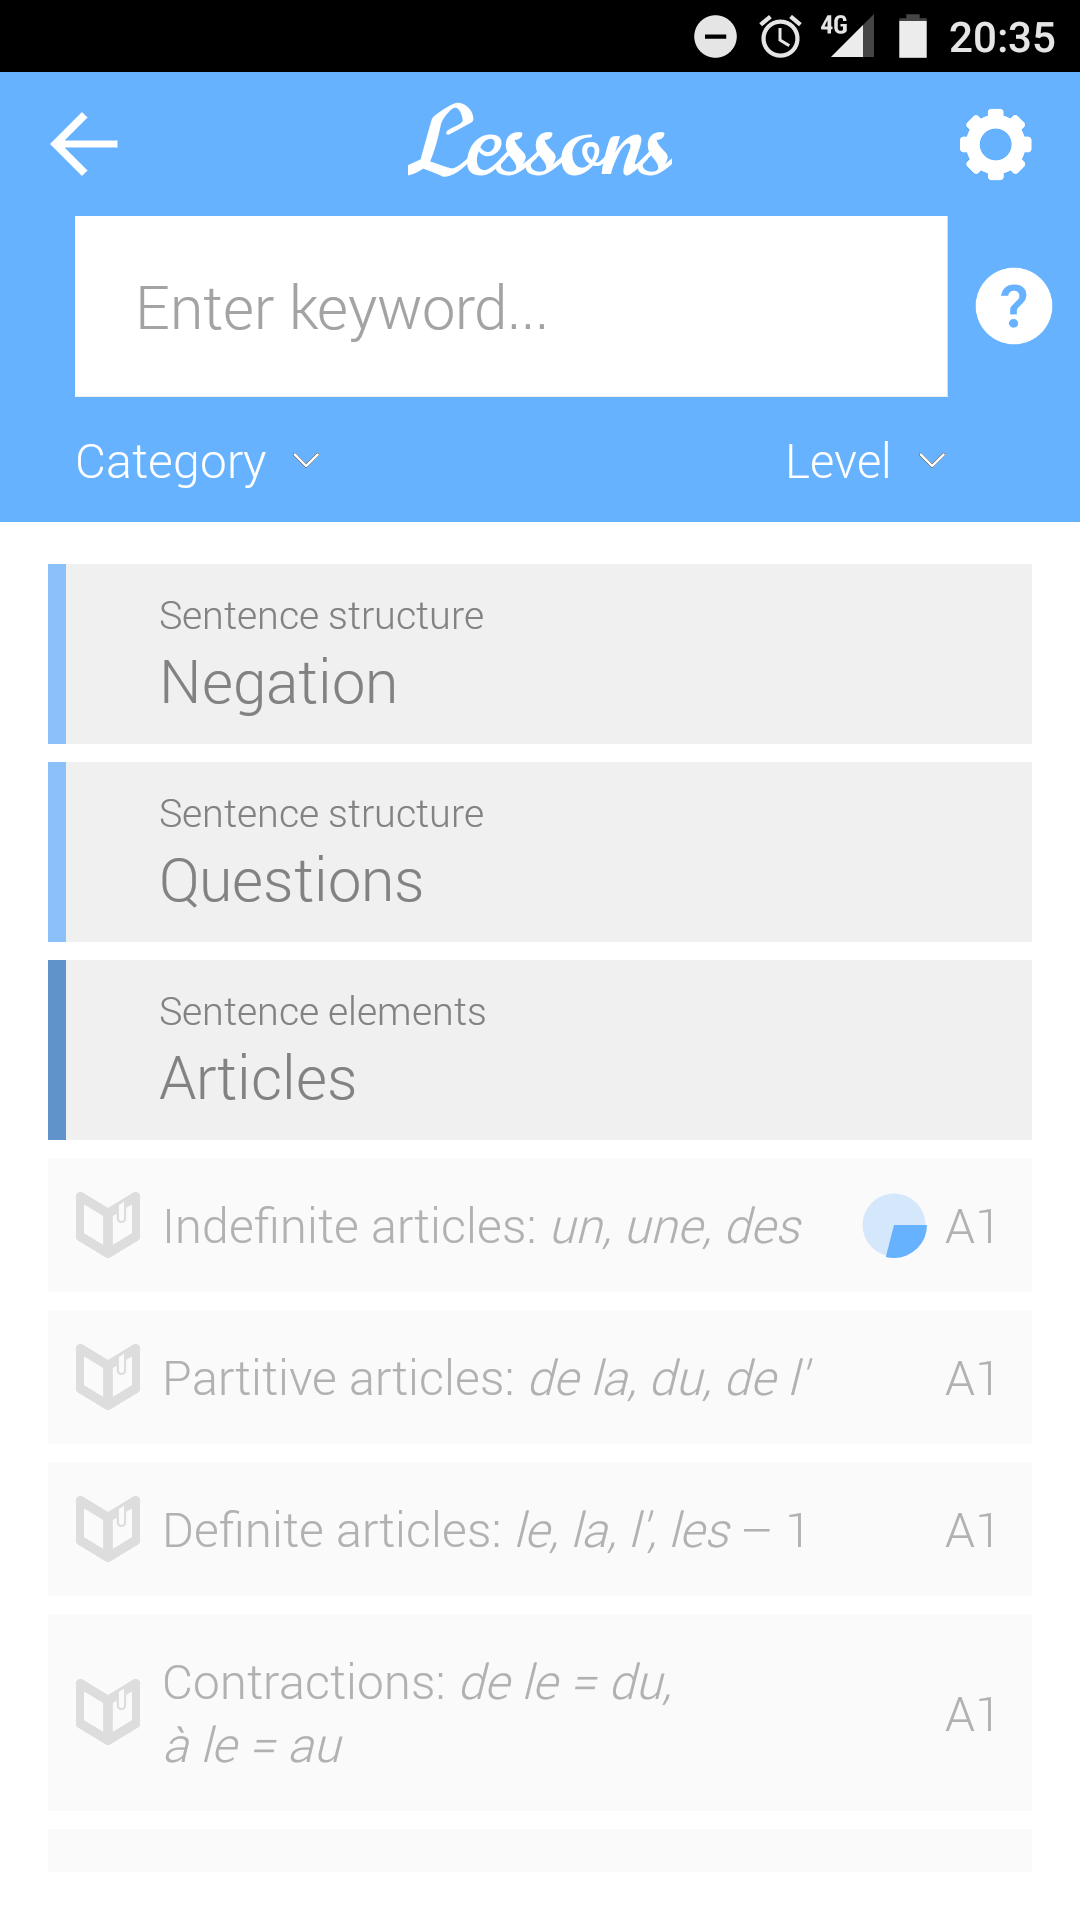 4G 20:35
Lessons
Enter keyword...
?
Category Level
Sentence structure
Negation
Sentence structure
Questions
Sentence elements
Articles
Indefinite articles: un, une, des A1
Partitive articles: de la, du, de l' A1
Definite articles: le, la, l', les – 1 A1
Contractions: de le = du,
à le = au A1